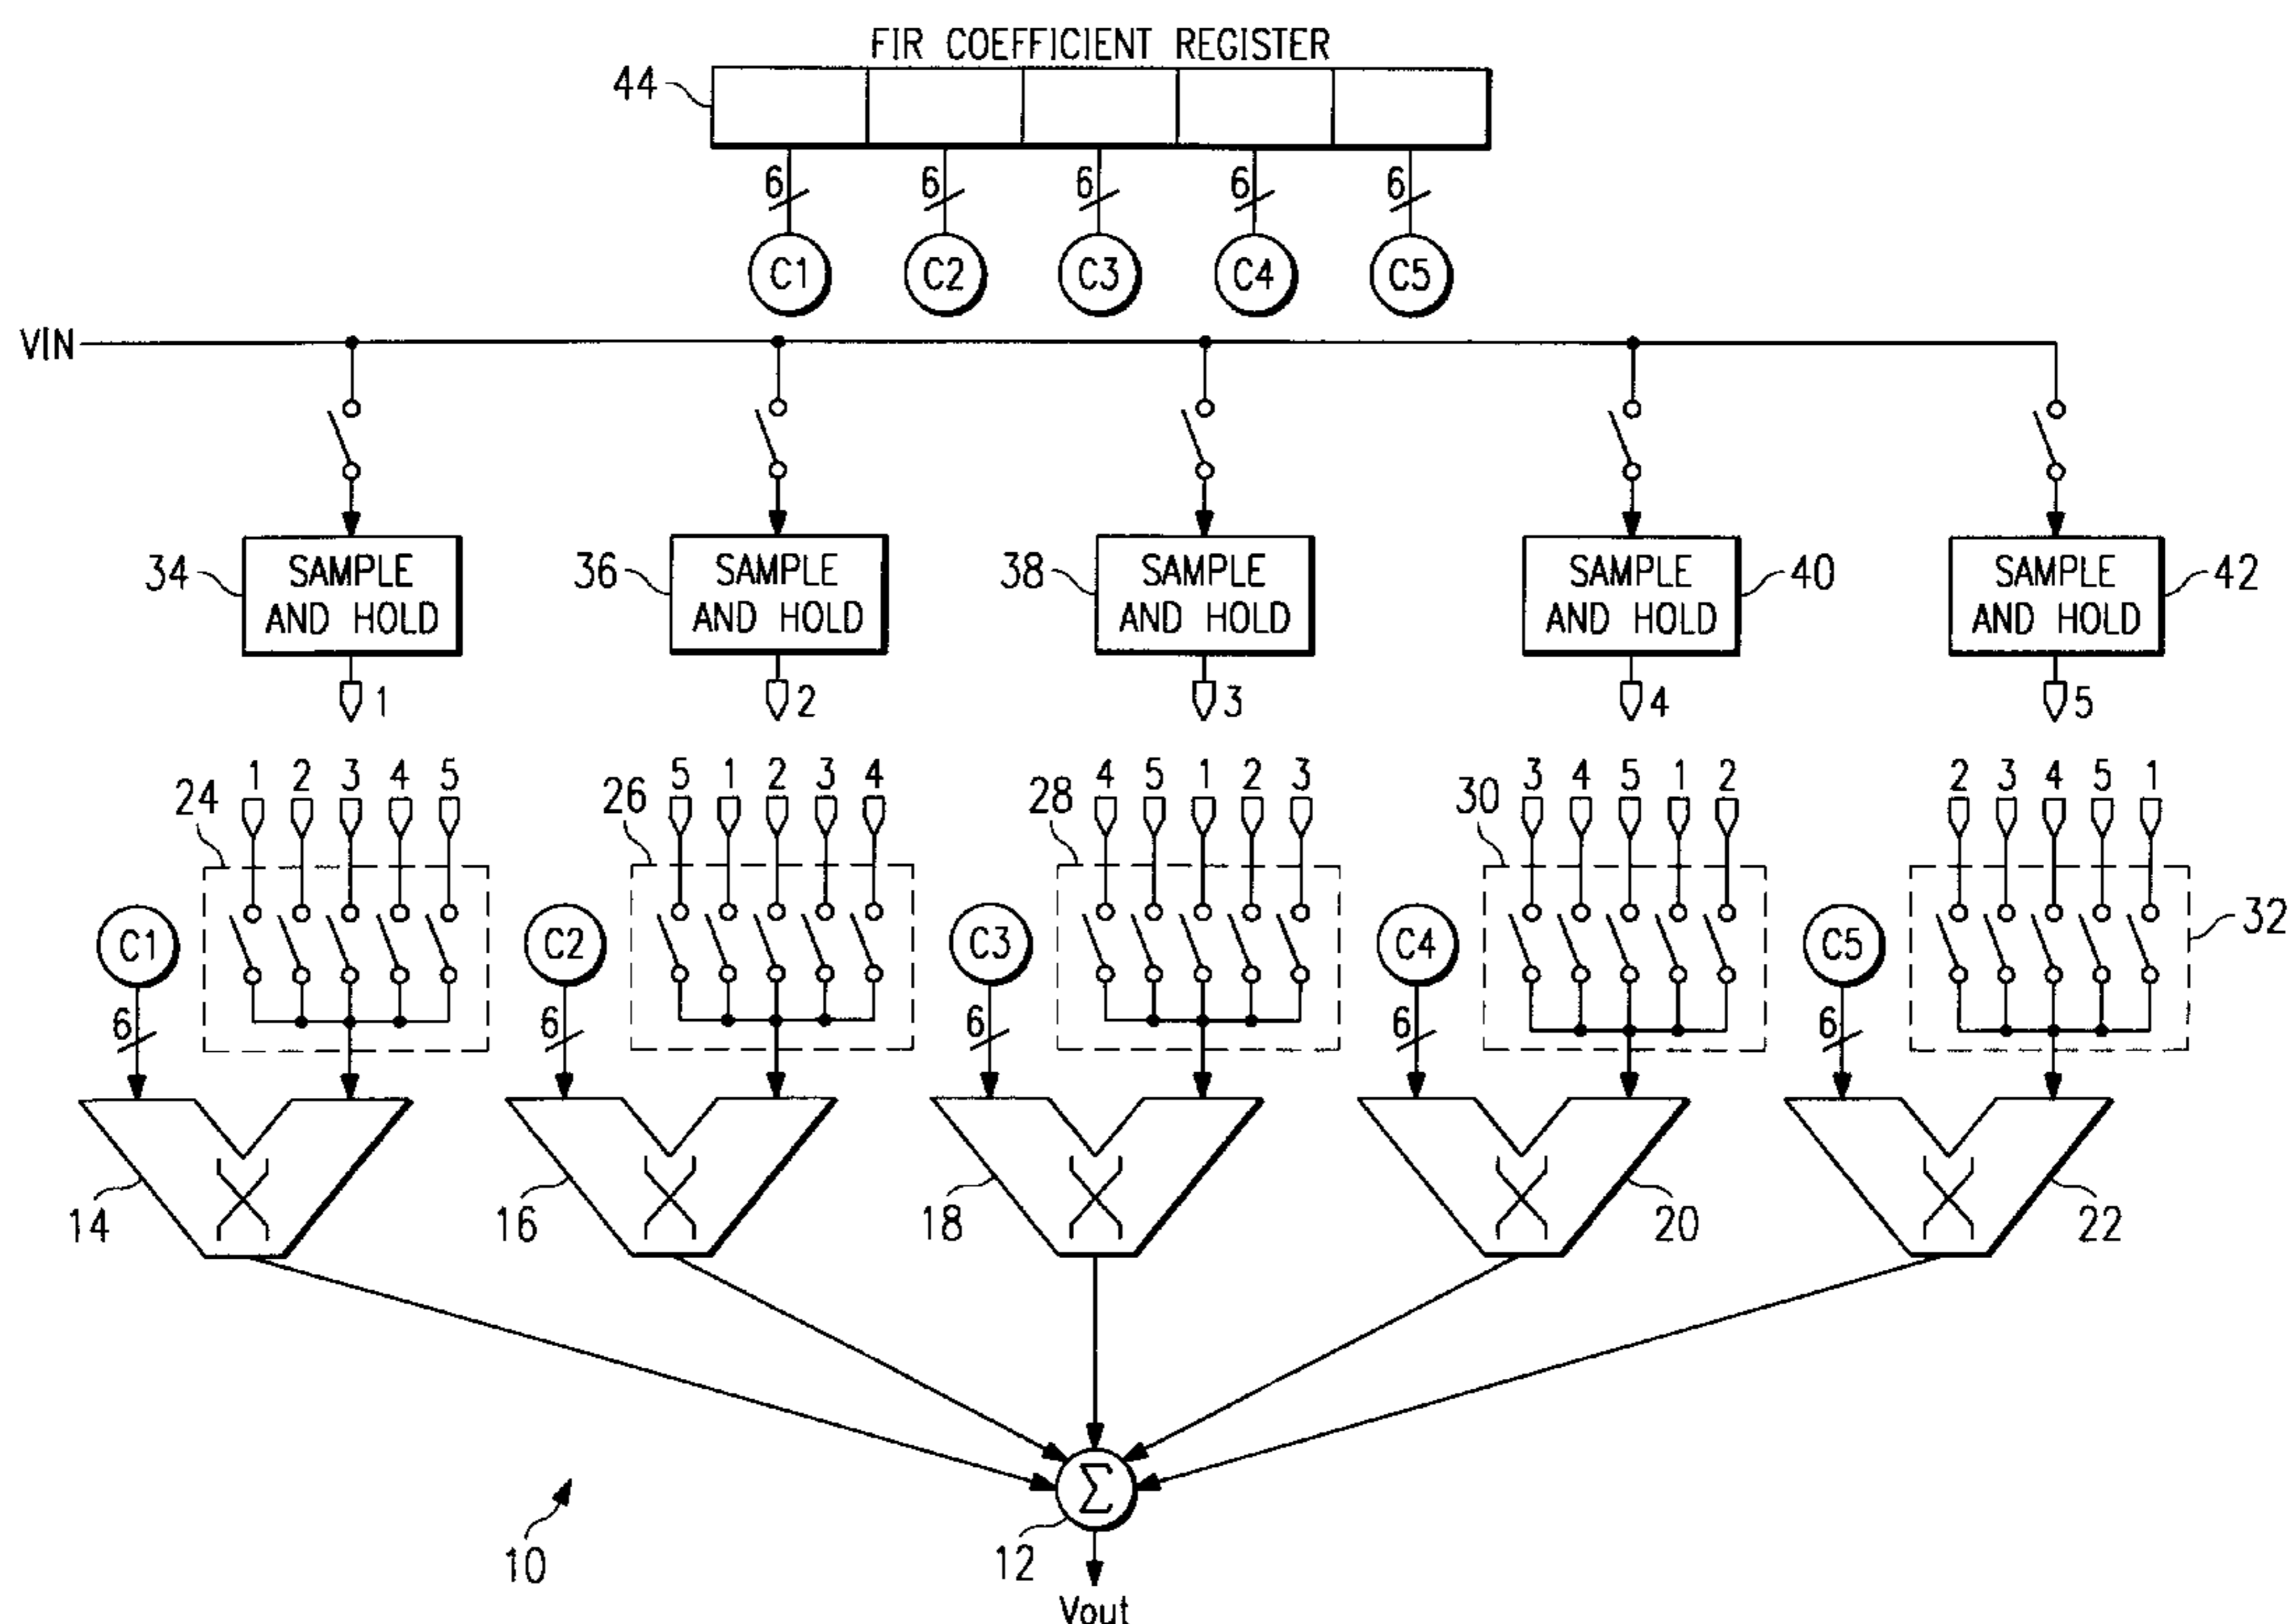 FIR COEFFICIENT REGISTER
44
6 6 6 6 6
C1 C2 C3 C4 C5
VIN
34 SAMPLE AND HOLD
36 SAMPLE AND HOLD
38 SAMPLE AND HOLD
SAMPLE AND HOLD 40
SAMPLE AND HOLD 42
1 2 3 4 5
24 1 2 3 4 5
26 5 1 2 3 4
28 4 5 1 2 3
30 3 4 5 1 2
2 3 4 5 1 32
C1 C2 C3 C4 C5
6 6 6 6 6
14 16 18 20 22
Σ
10 12
Vout